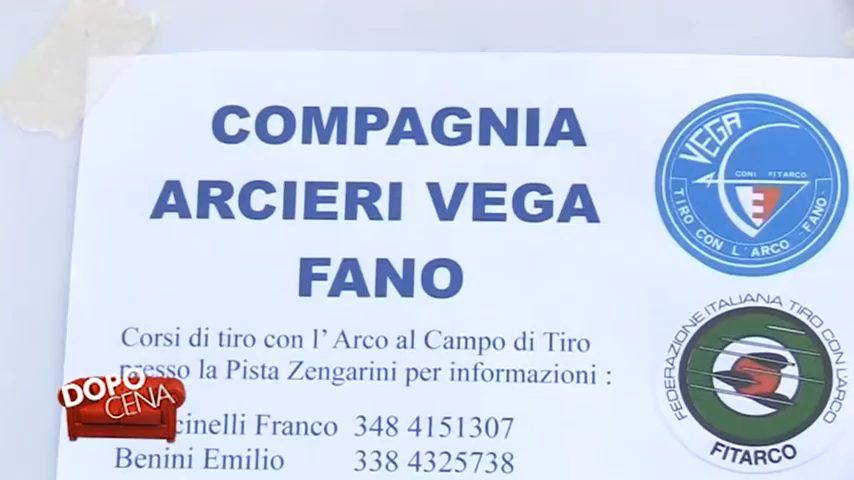 COMPAGNIA
ARCIERI VEGA
FANO
Corsi di tiro con l'Arco al Campo di Tiro
presso la Pista Zengarini per informazioni :
cinelli Franco 348 4151307
Benini Emilio 338 4325738
VEGA
CONI FITARCO
TIRO CON L'ARCO - FANO
FEDERAZIONE ITALIANA TIRO CON L'ARCO
FITARCO
DOPO
CENA